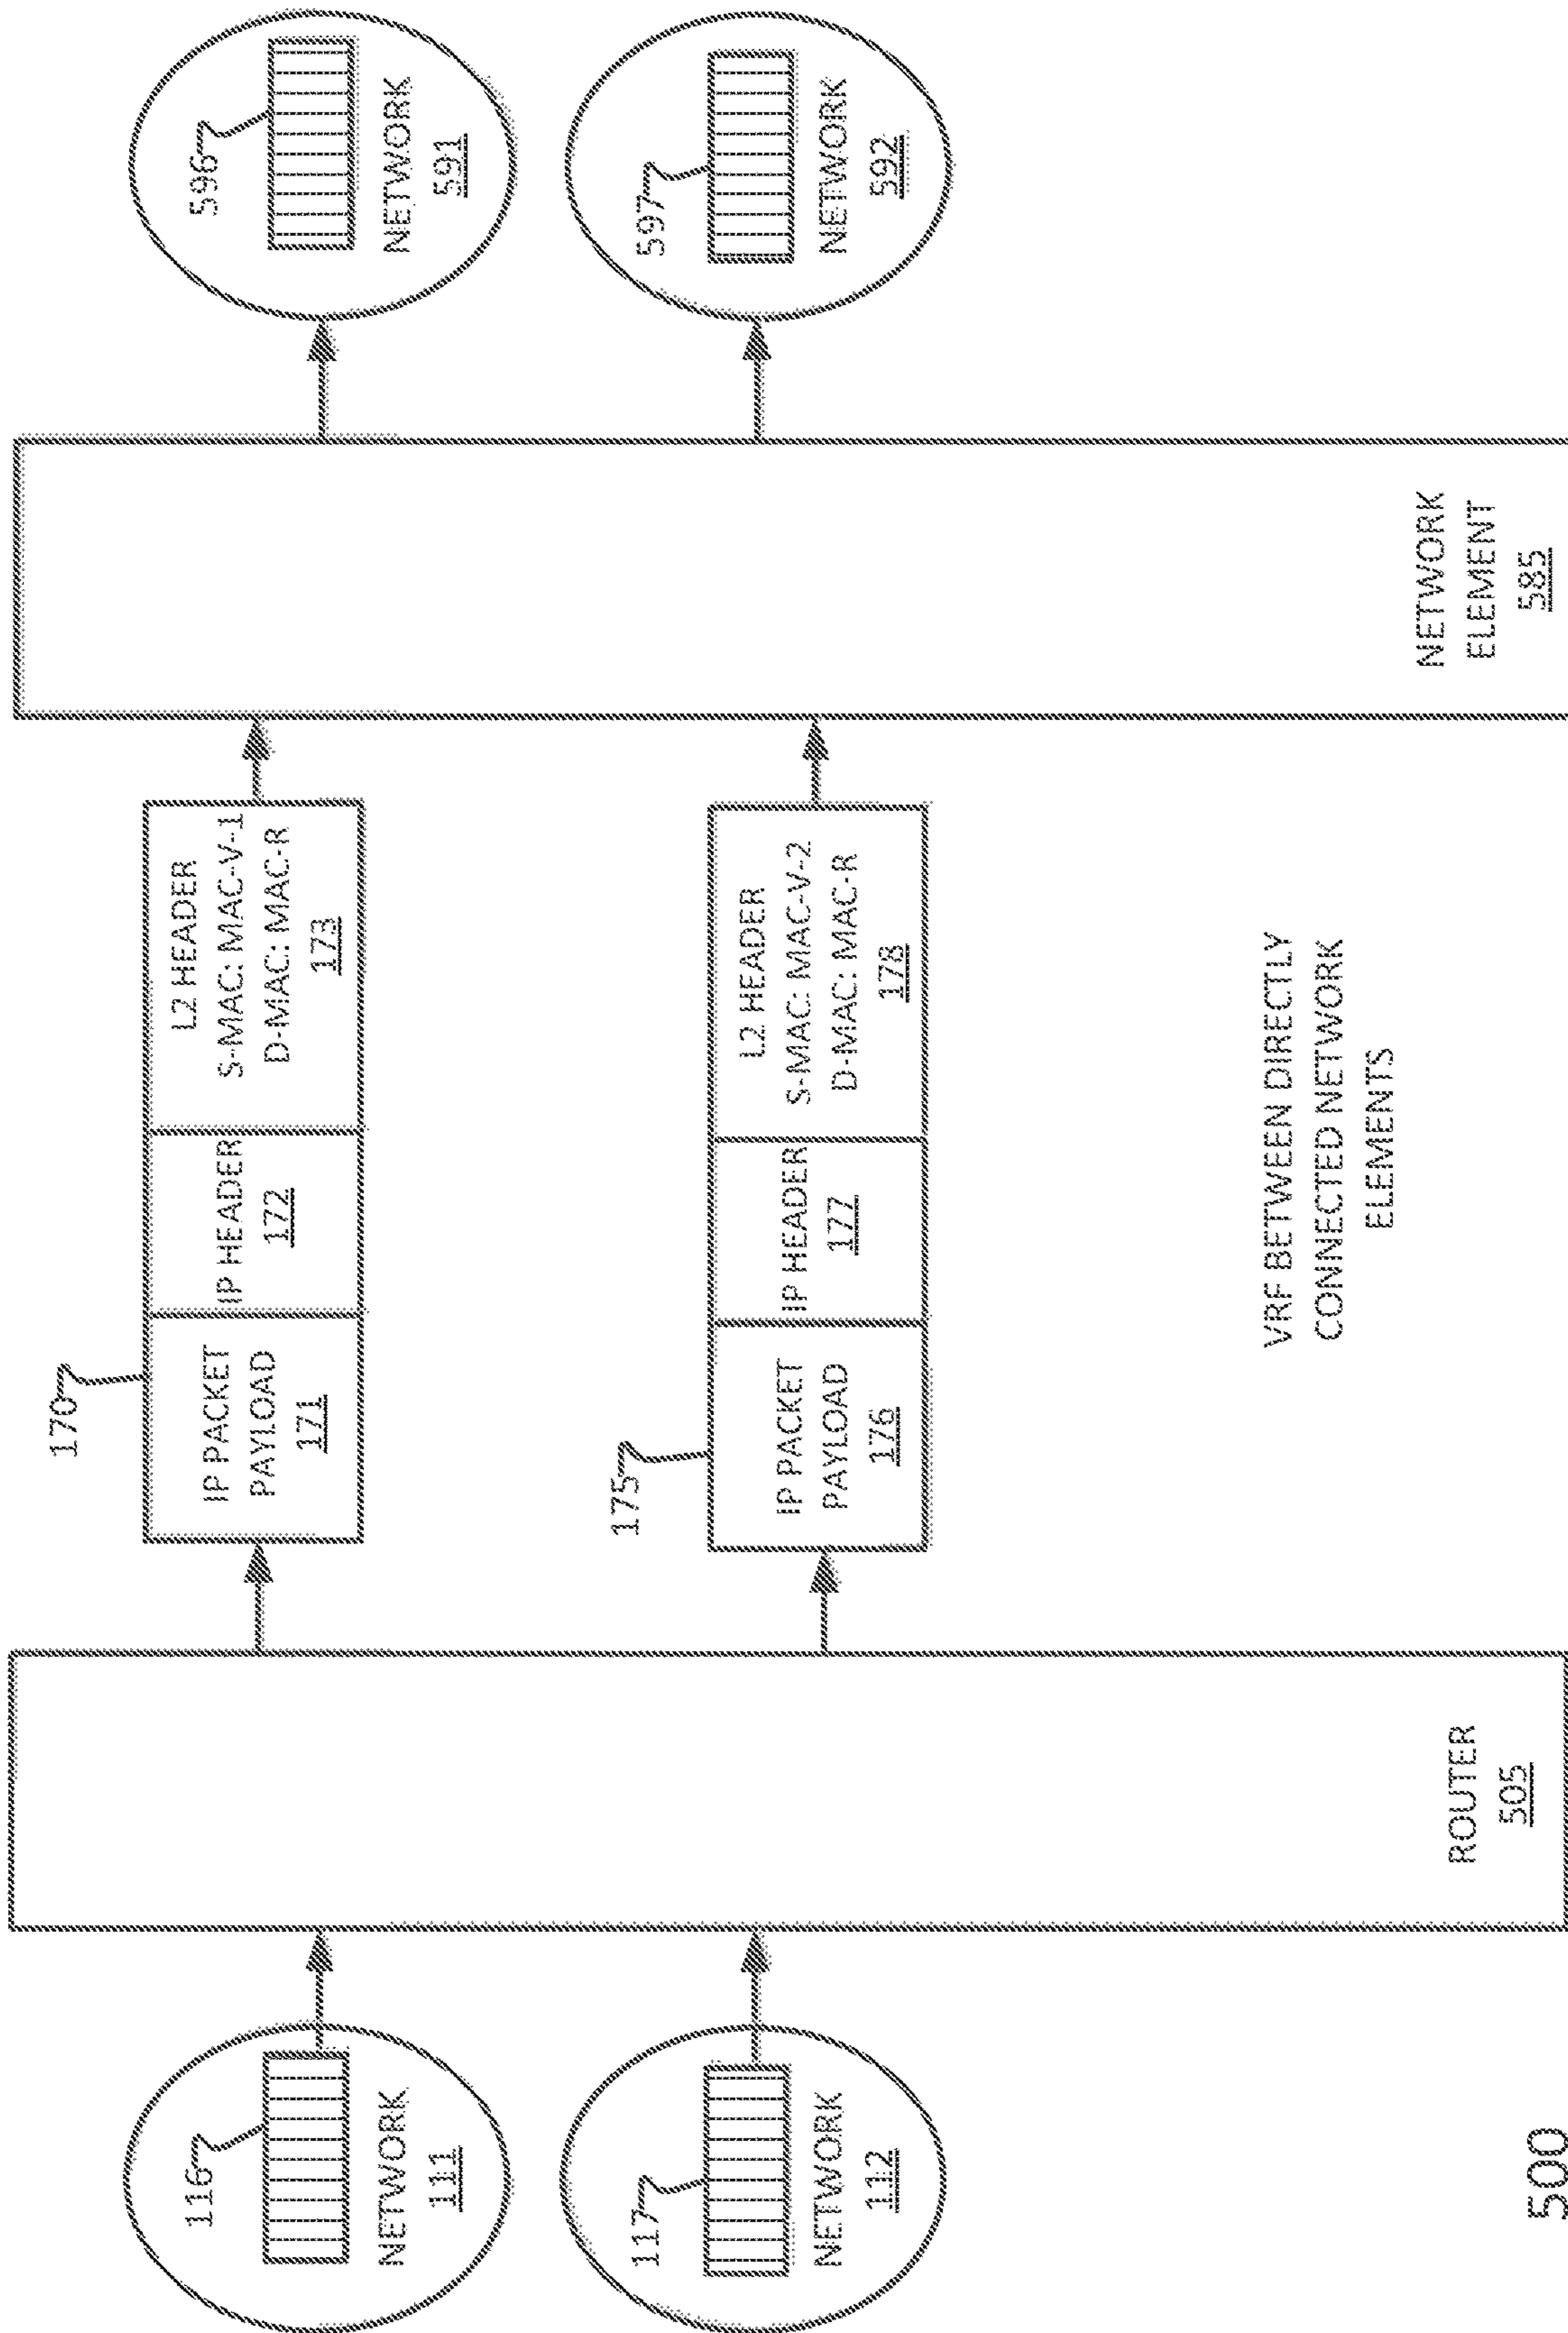 116
NETWORK
111
117
NETWORK
112
500
ROUTER
505
170
IP PACKET
PAYLOAD
171
IP HEADER
172
L2 HEADER
S-MAC: MAC-V-1
D-MAC: MAC-R
173
175
IP PACKET
PAYLOAD
176
IP HEADER
177
L2 HEADER
S-MAC: MAC-V-2
D-MAC: MAC-R
178
VRF BETWEEN DIRECTLY
CONNECTED NETWORK
ELEMENTS
NETWORK
ELEMENT
585
596
NETWORK
591
597
NETWORK
592